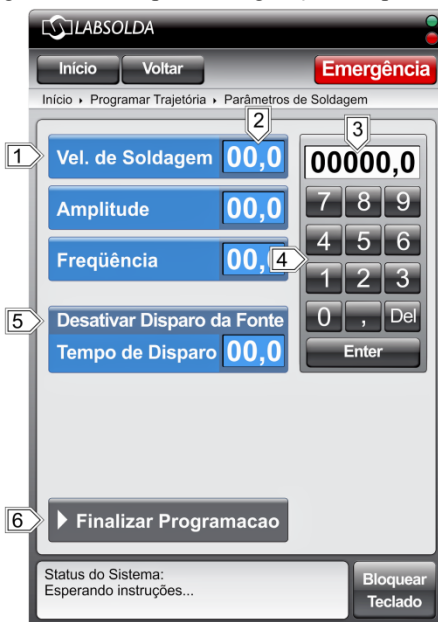 LABSOLDA
Início Voltar Emergência
Início › Programar Trajetória › Parâmetros de Soldagem
2
3
1 Vel. de Soldagem 00,0 00000,0
Amplitude 00,0 7 8 9
4 5 6
Freqüência 00, 4
1 2 3
5 Desativar Disparo da Fonte 0 , Del
Tempo de Disparo 00,0 Enter
6 Finalizar Programacao
Status do Sistema:
Esperando instruções...
Bloquear
Teclado